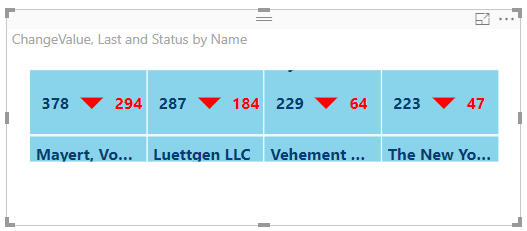 ChangeValue, Last and Status by Name
378 294 287 184 229 64 223 47
Mayert, Vo... Luettgen LLC Vehement ... The New Yo...